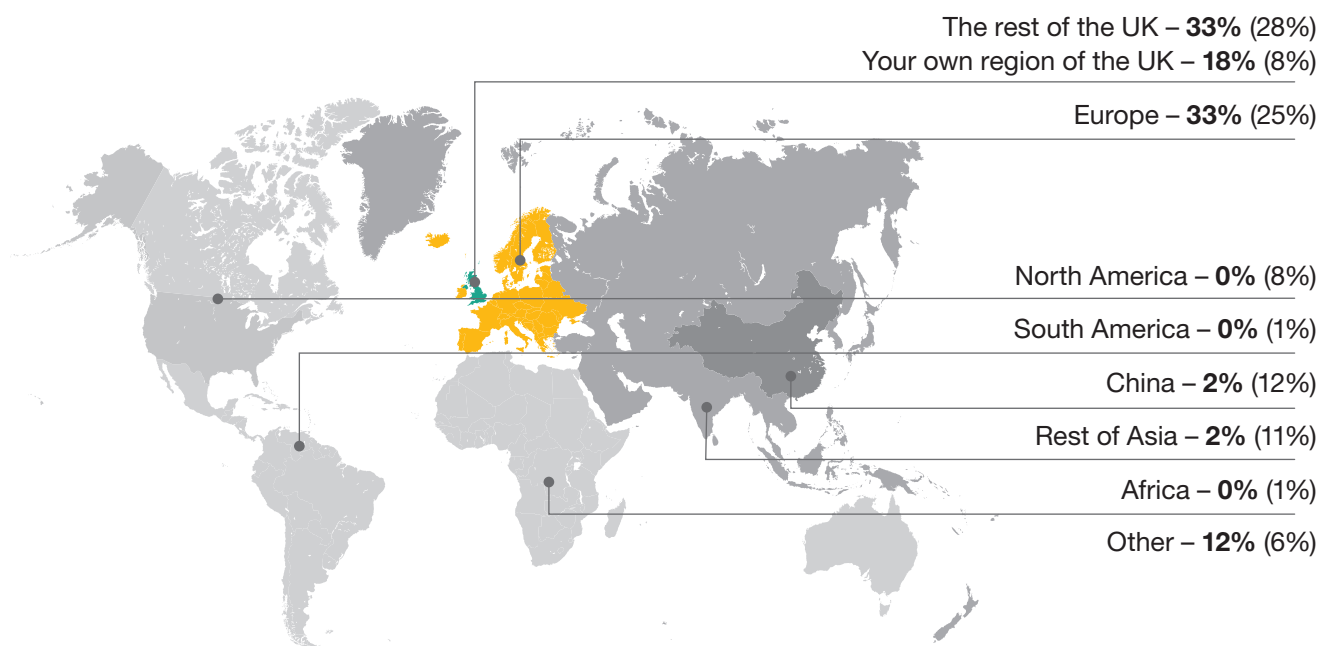 The rest of the UK – 33% (28%)
Your own region of the UK – 18% (8%)
Europe – 33% (25%)
North America – 0% (8%)
South America – 0% (1%)
China – 2% (12%)
Rest of Asia – 2% (11%)
Africa – 0% (1%)
Other – 12% (6%)